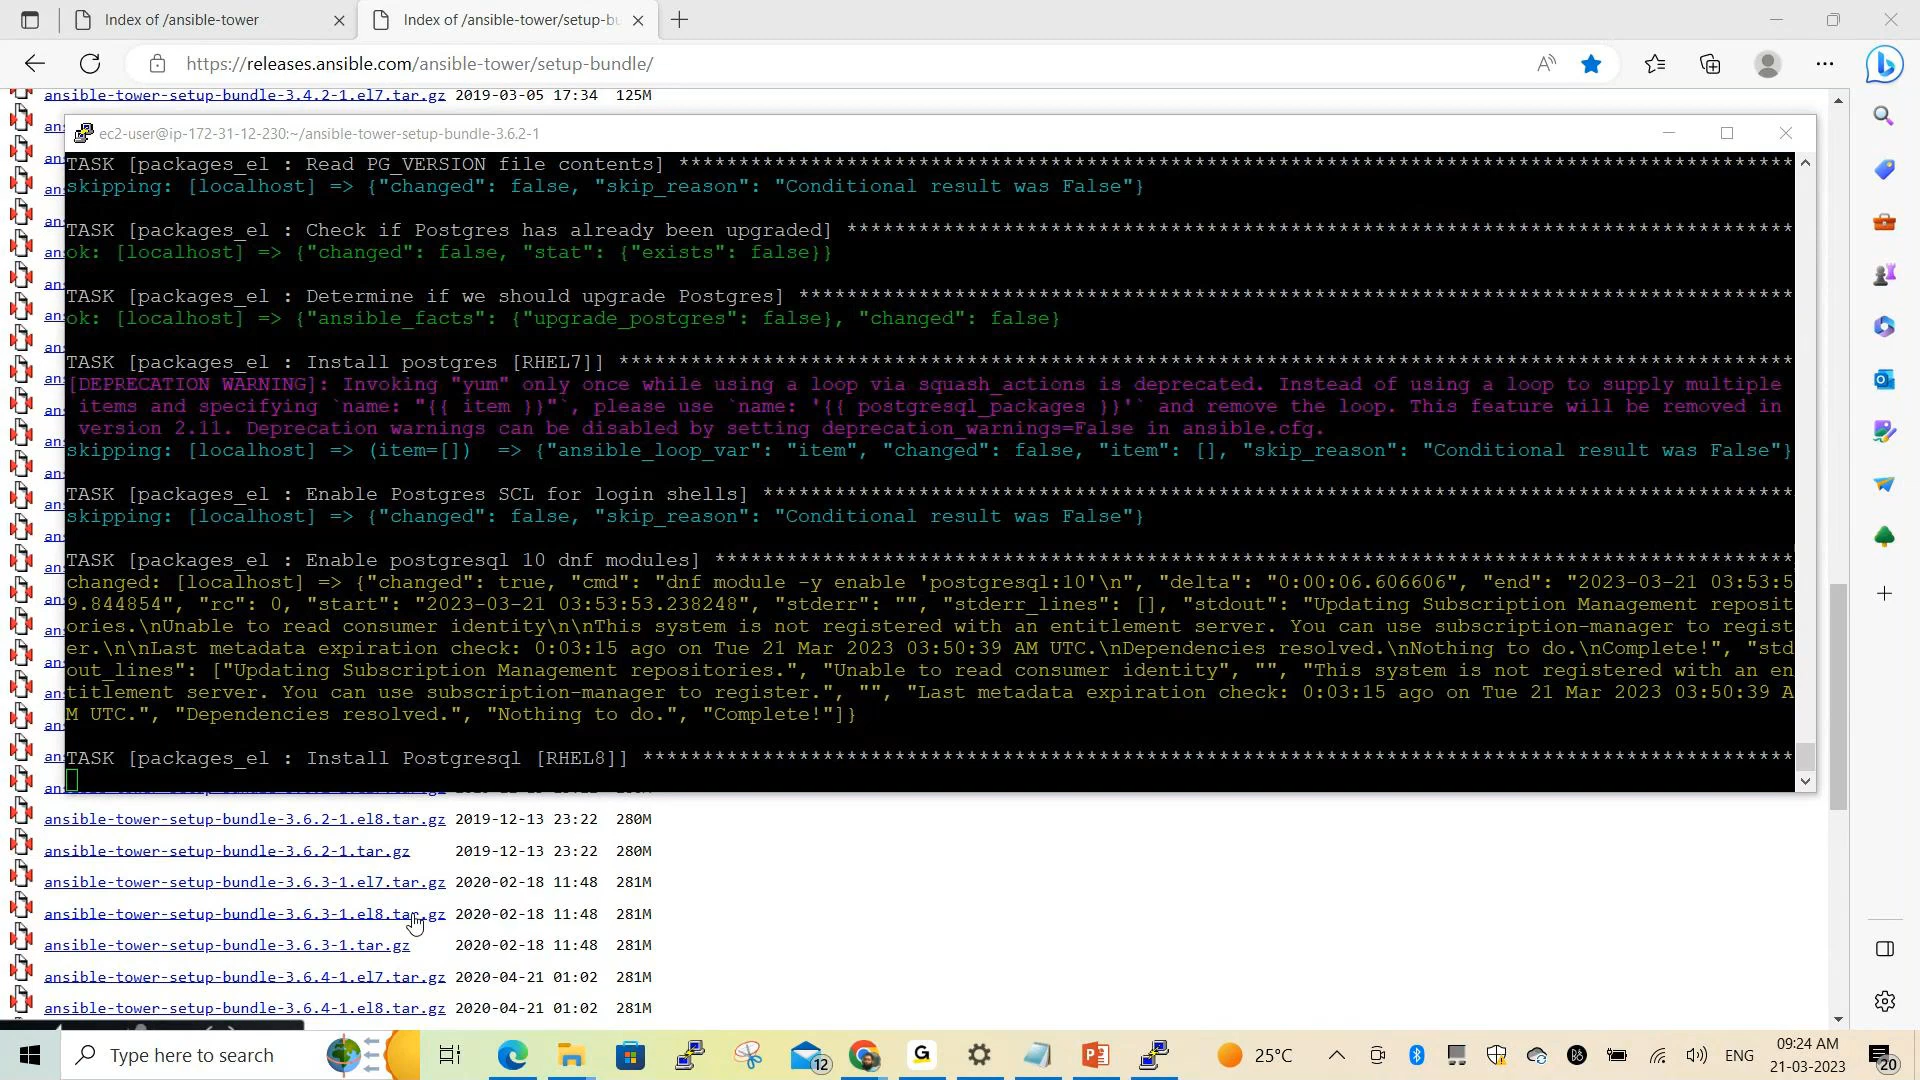 Index of /ansible-tower
Index of /ansible-tower/setup-bu
https://releases.ansible.com/ansible-tower/setup-bundle/
ansible-tower-setup-bundle-3.4.2-1.el7.tar.gz 2019-03-05 17:34 125M
ec2-user@ip-172-31-12-230:~/ansible-tower-setup-bundle-3.6.2-1
TASK [packages_el : Read PG_VERSION file contents] *********************************************************************************************
skipping: [localhost] => {"changed": false, "skip_reason": "Conditional result was False"}
TASK [packages_el : Check if Postgres has already been upgraded] *******************************************************************************
ok: [localhost] => {"changed": false, "stat": {"exists": false}}
TASK [packages_el : Determine if we should upgrade Postgres] ***********************************************************************************
ok: [localhost] => {"ansible_facts": {"upgrade_postgres": false}, "changed": false}
TASK [packages_el : Install postgres [RHEL7]] **************************************************************************************************
[DEPRECATION WARNING]: Invoking "yum" only once while using a loop via squash_actions is deprecated. Instead of using a loop to supply multiple
items and specifying `name: "{{ item }}"`, please use `name: '{{ postgresql_packages }}'` and remove the loop. This feature will be removed in
version 2.11. Deprecation warnings can be disabled by setting deprecation_warnings=False in ansible.cfg.
skipping: [localhost] => (item=[])  => {"ansible_loop_var": "item", "changed": false, "item": [], "skip_reason": "Conditional result was False"}
TASK [packages_el : Enable Postgres SCL for login shells] **************************************************************************************
skipping: [localhost] => {"changed": false, "skip_reason": "Conditional result was False"}
TASK [packages_el : Enable postgresql 10 dnf modules] ******************************************************************************************
changed: [localhost] => {"changed": true, "cmd": "dnf module -y enable 'postgresql:10'\n", "delta": "0:00:06.606606", "end": "2023-03-21 03:53:5
9.844854", "rc": 0, "start": "2023-03-21 03:53:53.238248", "stderr": "", "stderr_lines": [], "stdout": "Updating Subscription Management reposit
ories.\nUnable to read consumer identity\n\nThis system is not registered with an entitlement server. You can use subscription-manager to regist
er.\n\nLast metadata expiration check: 0:03:15 ago on Tue 21 Mar 2023 03:50:39 AM UTC.\nDependencies resolved.\nNothing to do.\nComplete!", "std
out_lines": ["Updating Subscription Management repositories.", "Unable to read consumer identity", "", "This system is not registered with an en
titlement server. You can use subscription-manager to register.", "", "Last metadata expiration check: 0:03:15 ago on Tue 21 Mar 2023 03:50:39 A
M UTC.", "Dependencies resolved.", "Nothing to do.", "Complete!"]}
TASK [packages_el : Install Postgresql [RHEL8]] ************************************************************************************************
ansible-tower-setup-bundle-3.6.2-1.el8.tar.gz 2019-12-13 23:22 280M
ansible-tower-setup-bundle-3.6.2-1.tar.gz 2019-12-13 23:22 280M
ansible-tower-setup-bundle-3.6.3-1.el7.tar.gz 2020-02-18 11:48 281M
ansible-tower-setup-bundle-3.6.3-1.el8.tar.gz 2020-02-18 11:48 281M
ansible-tower-setup-bundle-3.6.3-1.tar.gz 2020-02-18 11:48 281M
ansible-tower-setup-bundle-3.6.4-1.el7.tar.gz 2020-04-21 01:02 281M
ansible-tower-setup-bundle-3.6.4-1.el8.tar.gz 2020-04-21 01:02 281M
Type here to search
12
25°C
ENG
09:24 AM
21-03-2023
20